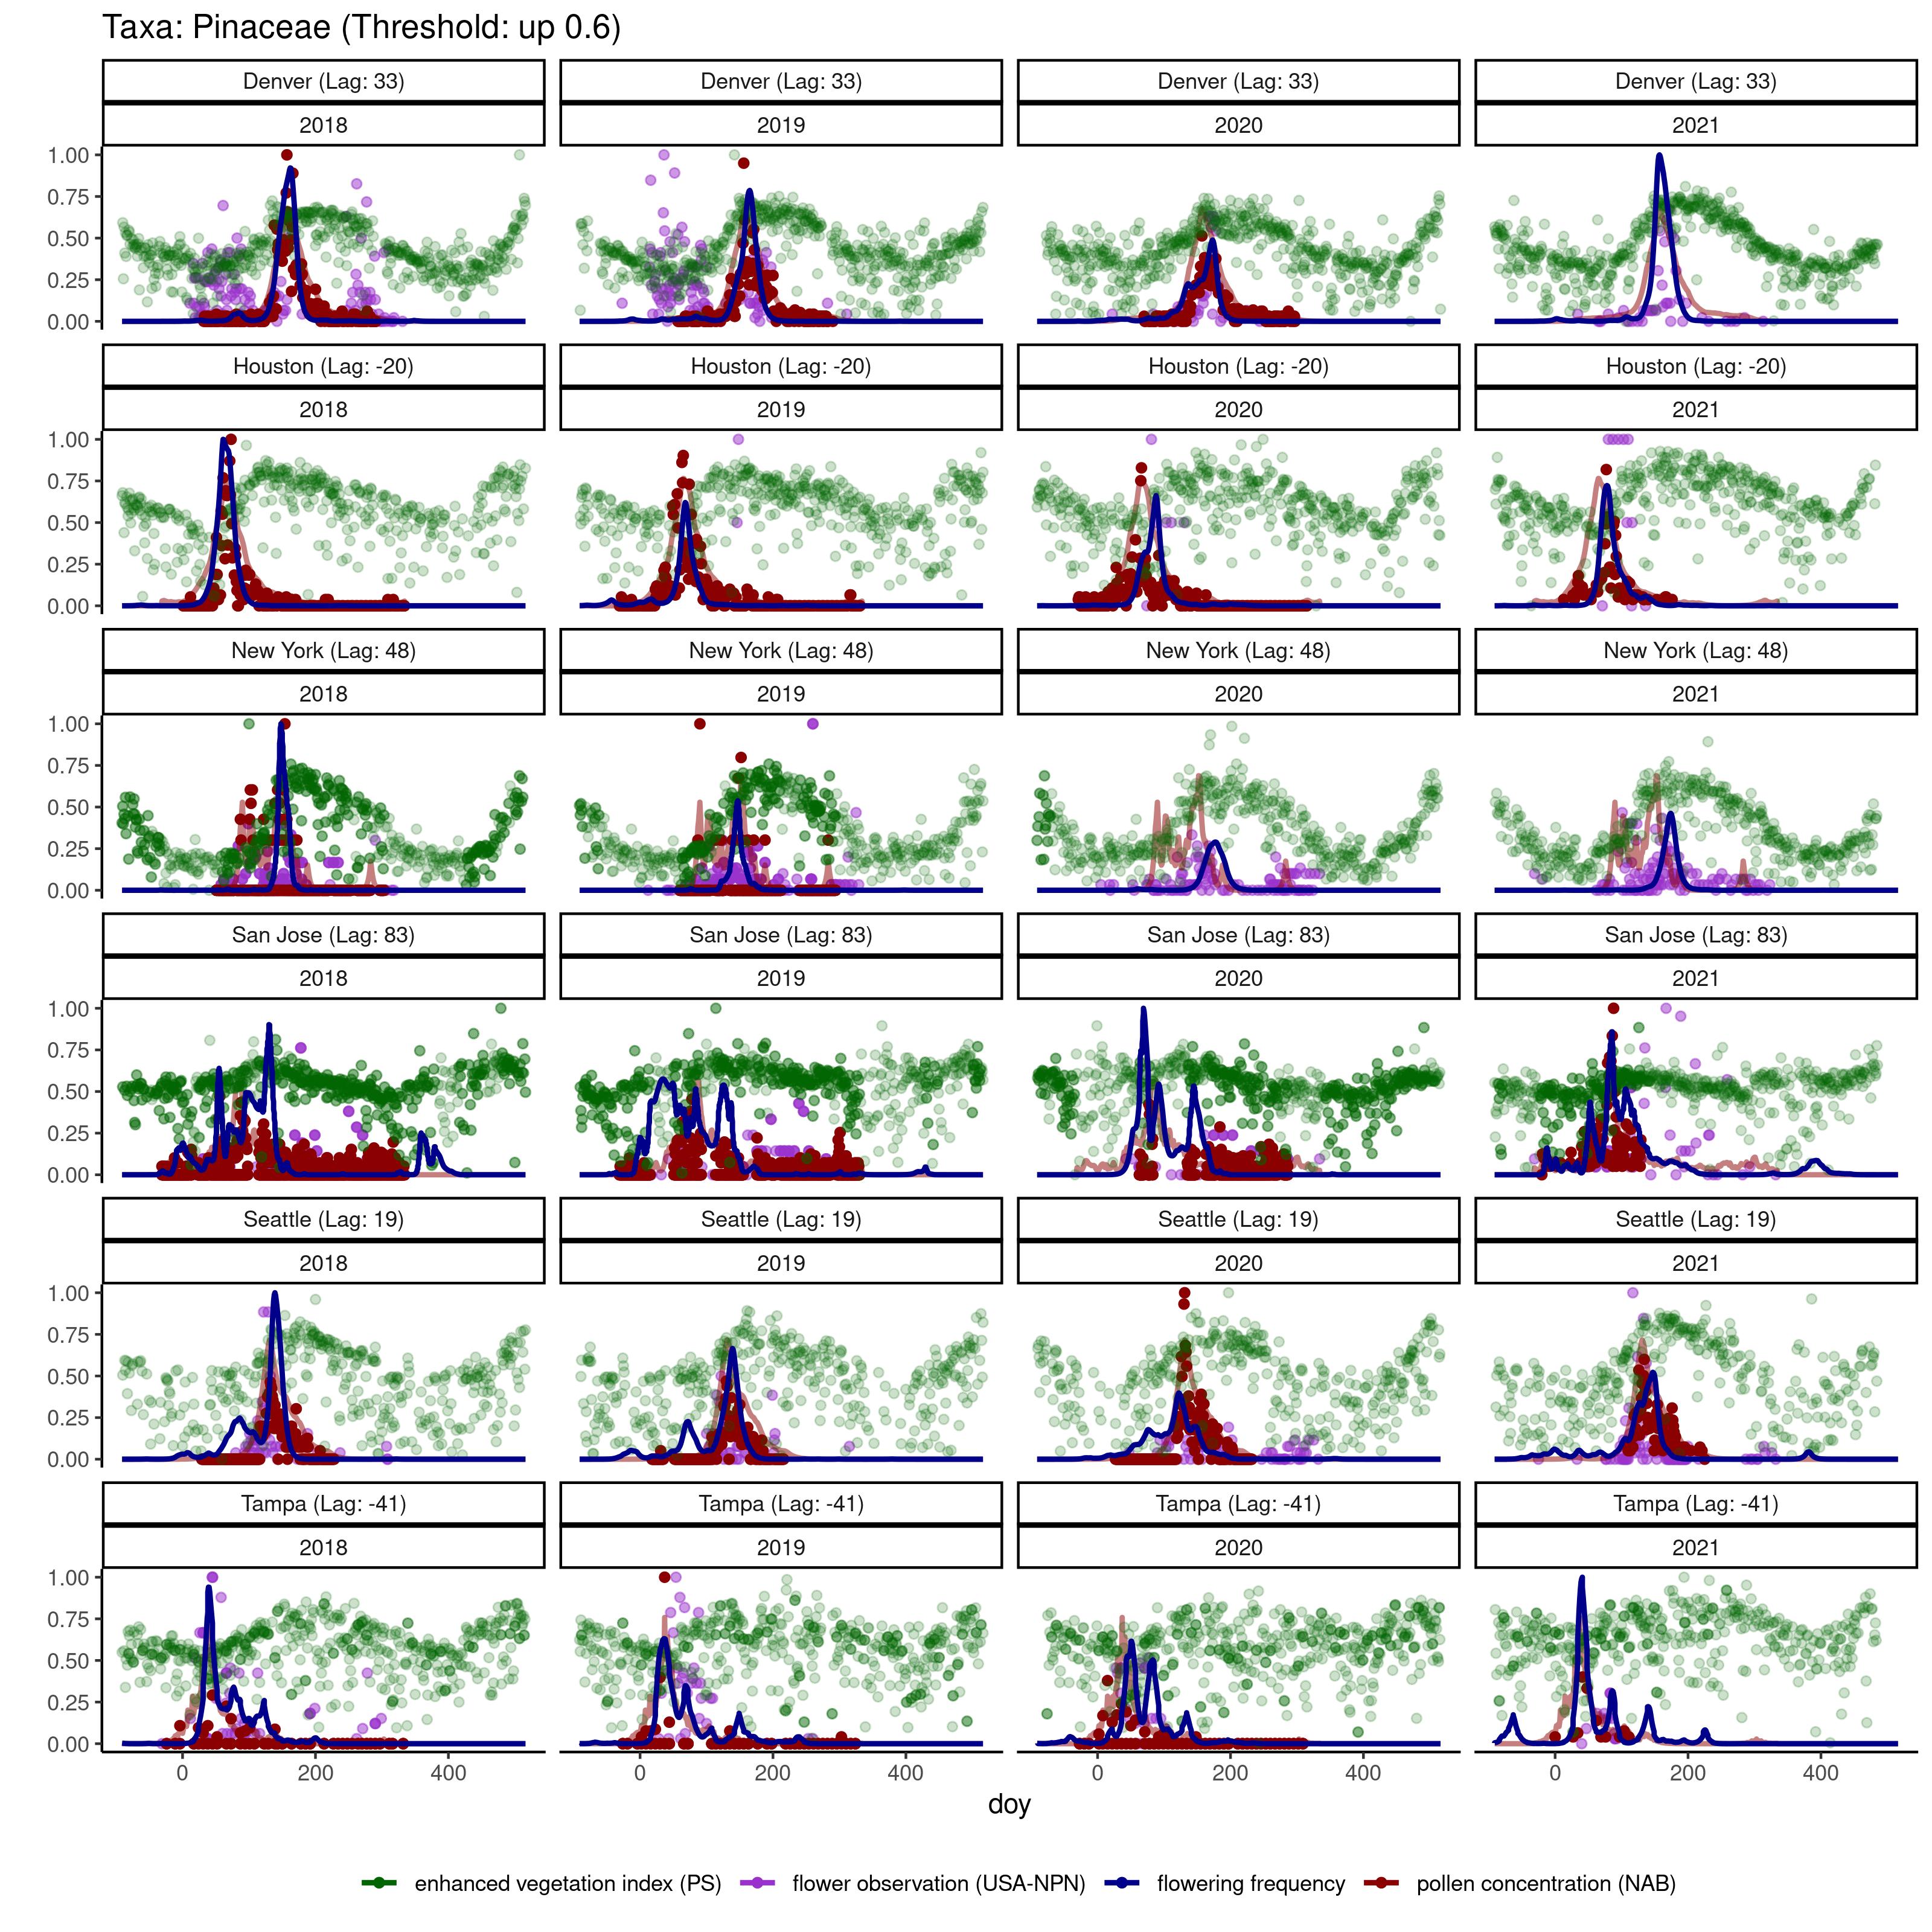 Taxa: Pinaceae (Threshold: up 0.6)
Denver (Lag: 33) Denver (Lag: 33) Denver (Lag: 33) Denver (Lag: 33)
2018 2019 2020 2021
1.00
0.75
0.50
0.25
0.00
Houston (Lag: -20) Houston (Lag: -20) Houston (Lag: -20) Houston (Lag: -20)
2018 2019 2020 2021
1.00
0.75
0.50
0.25
0.00
New York (Lag: 48) New York (Lag: 48) New York (Lag: 48) New York (Lag: 48)
2018 2019 2020 2021
1.00
0.75
0.50
0.25
0.00
San Jose (Lag: 83) San Jose (Lag: 83) San Jose (Lag: 83) San Jose (Lag: 83)
2018 2019 2020 2021
1.00
0.75
0.50
0.25
0.00
Seattle (Lag: 19) Seattle (Lag: 19) Seattle (Lag: 19) Seattle (Lag: 19)
2018 2019 2020 2021
1.00
0.75
0.50
0.25
0.00
Tampa (Lag: -41) Tampa (Lag: -41) Tampa (Lag: -41) Tampa (Lag: -41)
2018 2019 2020 2021
1.00
0.75
0.50
0.25
0.00
0 200 400 0 200 400 0 200 400 0 200 400
doy
enhanced vegetation index (PS) flower observation (USA-NPN) flowering frequency pollen concentration (NAB)